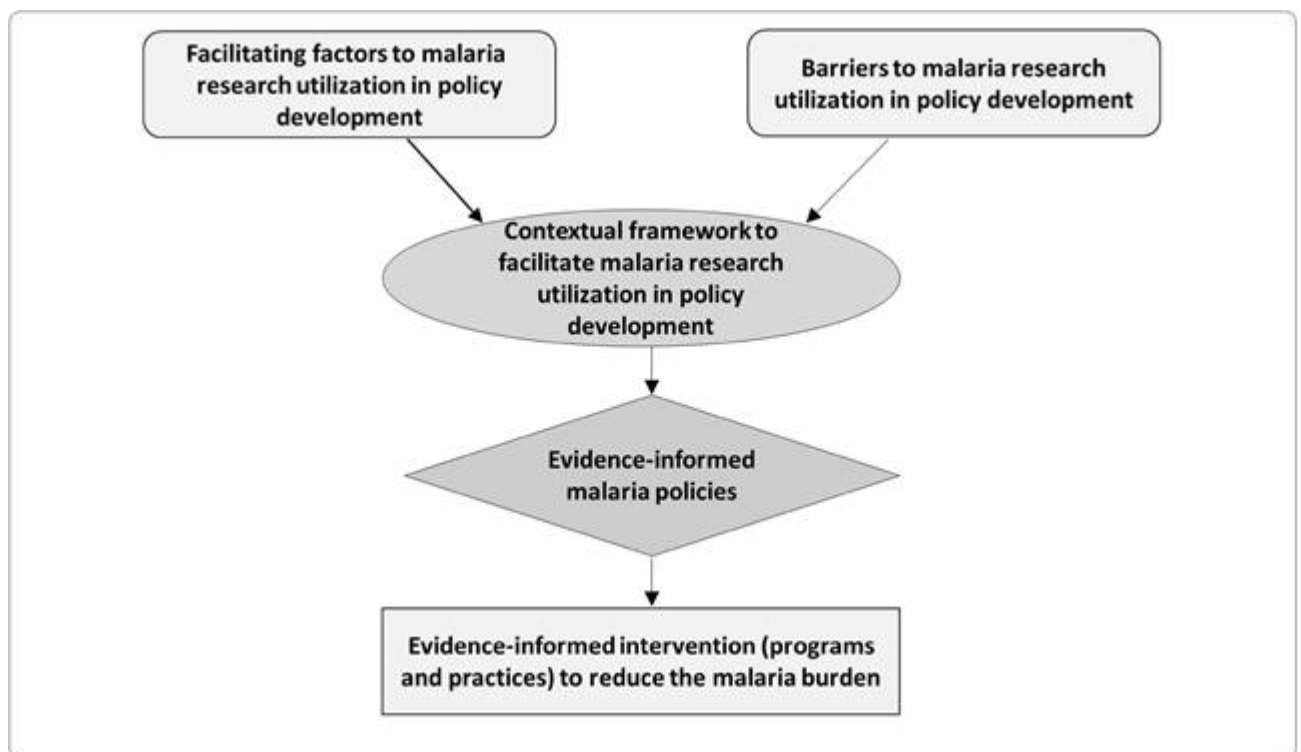 Facilitating factors to malaria
research utilization in policy
development
Barriers to malaria research
utilization in policy development
Contextual framework to
facilitate malaria research
utilization in policy
development
Evidence-informed
malaria policies
Evidence-informed intervention (programs
and practices) to reduce the malaria burden